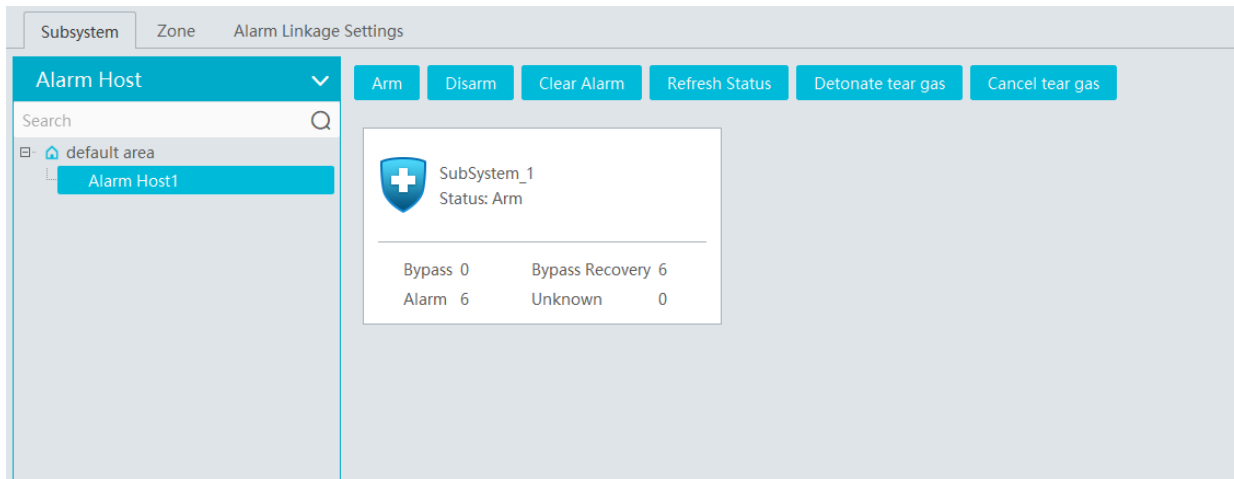 Subsystem Zone Alarm Linkage Settings
Alarm Host
Arm Disarm Clear Alarm Refresh Status Detonate tear gas Cancel tear gas
Search
default area
Alarm Host1
SubSystem_1
Status: Arm
Bypass 0 Bypass Recovery 6
Alarm 6 Unknown 0